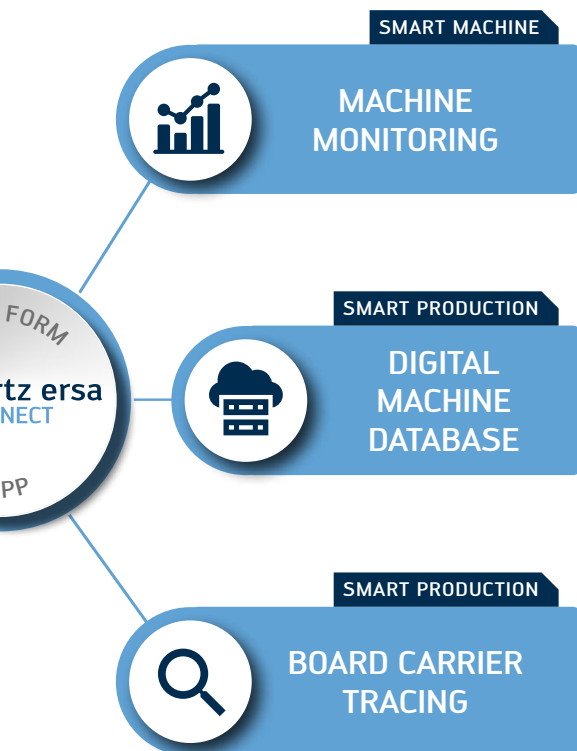 SMART MACHINE
MACHINE
MONITORING
FORM
rtz ersa
NECT
PP
SMART PRODUCTION
DIGITAL
MACHINE
DATABASE
SMART PRODUCTION
BOARD CARRIER
TRACING